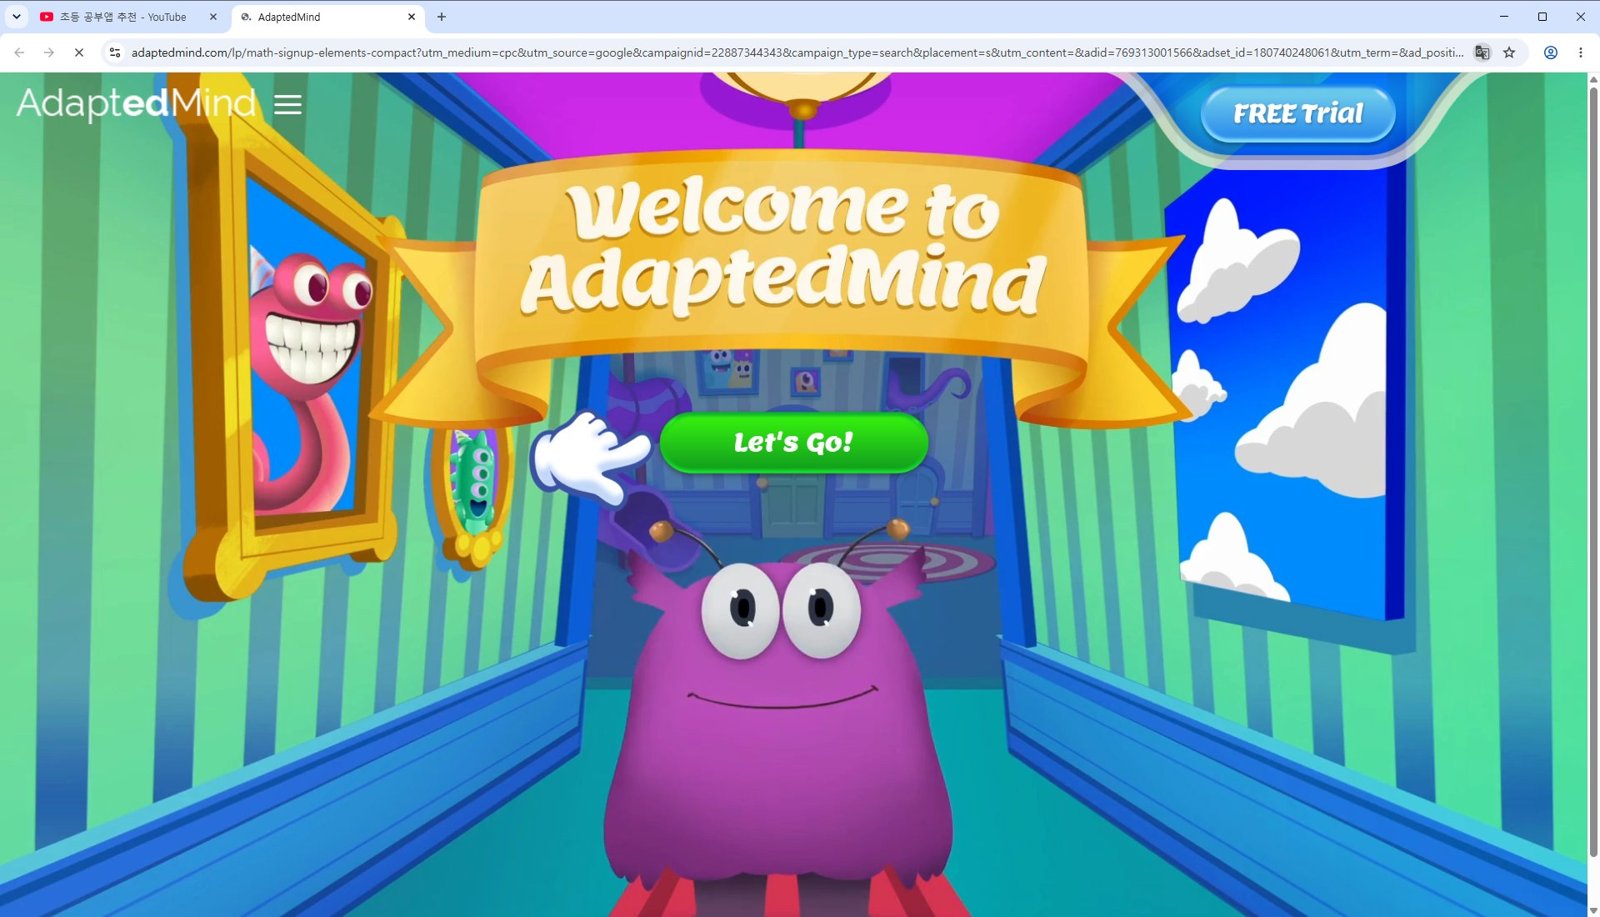 초등 공부앱 추천 - YouTube
AdaptedMind
adaptedmind.com/lp/math-signup-elements-compact?utm_medium=cpc&utm_source=google&campaignid=22887344343&campaign_type=search&placement=s&utm_content=&adid=769313001566&adset_id=180740248061&utm_term=&ad_positi...
AdaptedMind
FREE Trial
Welcome to
AdaptedMind
Let's Go!